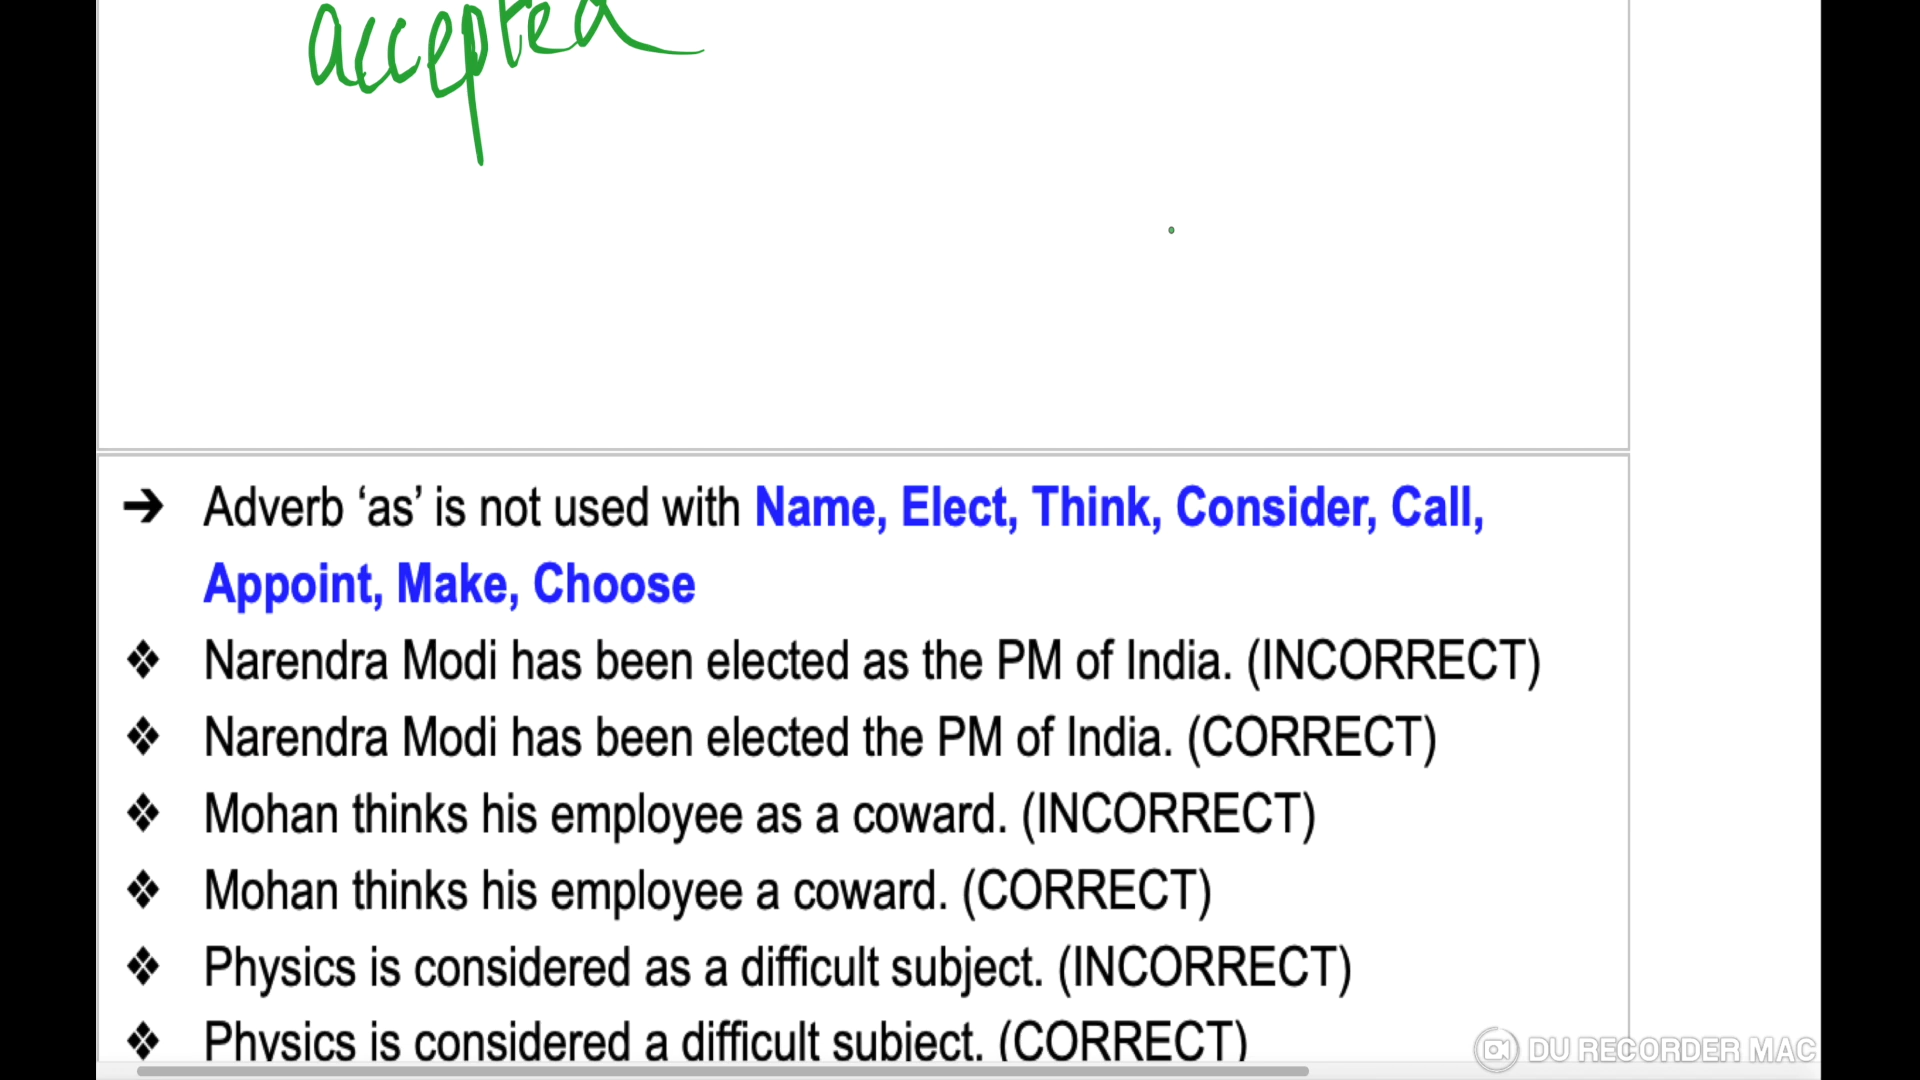 accepted
➔ Adverb ‘as’ is not used with Name, Elect, Think, Consider, Call,
Appoint, Make, Choose
❖ Narendra Modi has been elected as the PM of India. (INCORRECT)
❖ Narendra Modi has been elected the PM of India. (CORRECT)
❖ Mohan thinks his employee as a coward. (INCORRECT)
❖ Mohan thinks his employee a coward. (CORRECT)
❖ Physics is considered as a difficult subject. (INCORRECT)
❖ Physics is considered a difficult subject. (CORRECT)
DU RECORDER MAC